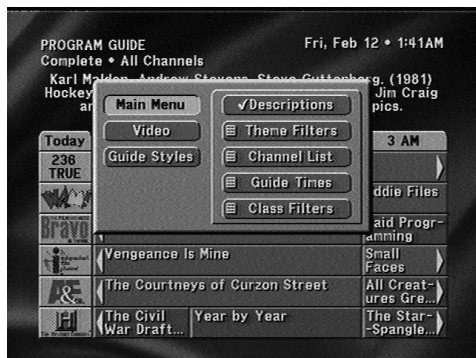 PROGRAM GUIDE
Fri, Feb 12 • 1:41AM
Complete • All Channels
Karl Malden, Andrew Stevens, Steve Guttenberg. (1981)
Hockey
Jim Craig
pics.
Main Menu
Video
Guide Styles
✓Descriptions
Theme Filters
Channel List
Guide Times
Class Filters
Today
3 AM
236
TRUE
ddie Files
Bravo
aid Progr-
amming
Vengeance Is Mine
Small
Faces
A&E
The Courtneys of Curzon Street
All Creat-
ures Gre...
The Civil
War Draft...
Year by Year
The Star-
-Spangle...